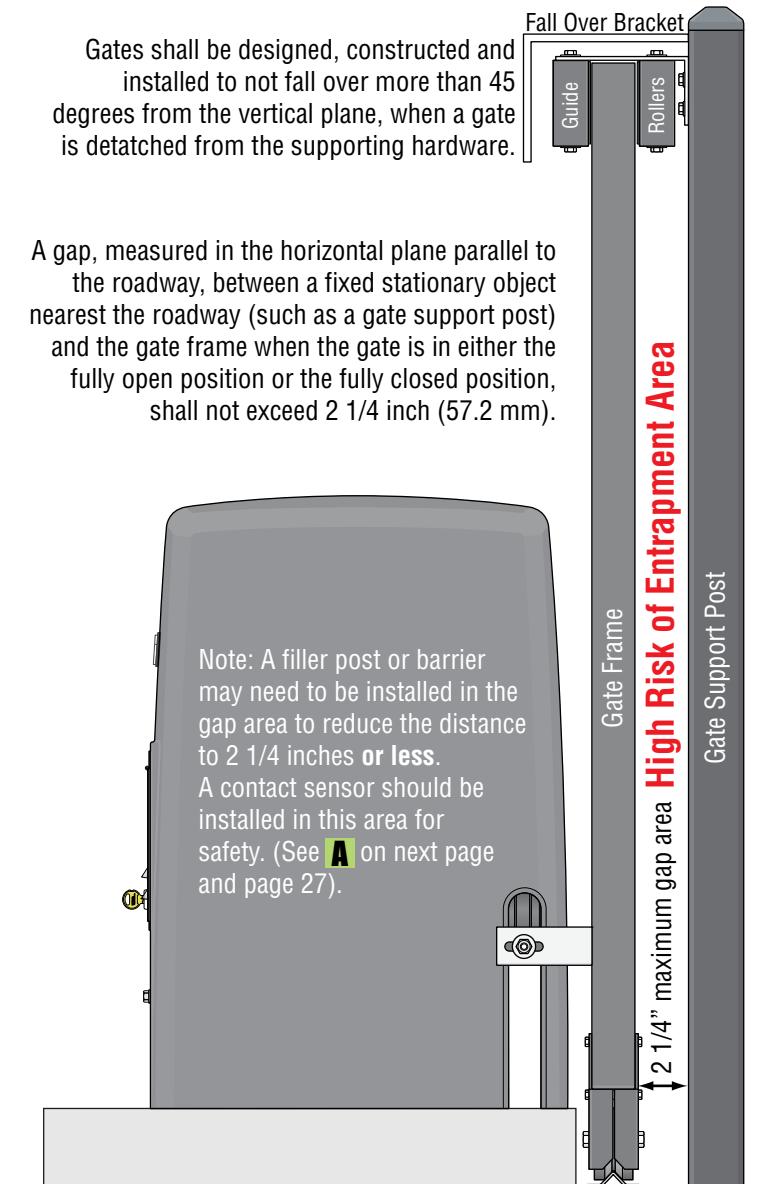 Fall Over Bracket
Gates shall be designed, constructed and
installed to not fall over more than 45
degrees from the vertical plane, when a gate
is detatched from the supporting hardware.
Guide
Rollers
A gap, measured in the horizontal plane parallel to
the roadway, between a fixed stationary object
nearest the roadway (such as a gate support post)
and the gate frame when the gate is in either the
fully open position or the fully closed position,
shall not exceed 2 1/4 inch (57.2 mm).
Note: A filler post or barrier
may need to be installed in the
gap area to reduce the distance
to 2 1/4 inches or less.
A contact sensor should be
installed in this area for
safety. (See A on next page
and page 27).
Gate Frame
2 1/4” maximum gap area High Risk of Entrapment Area
Gate Support Post